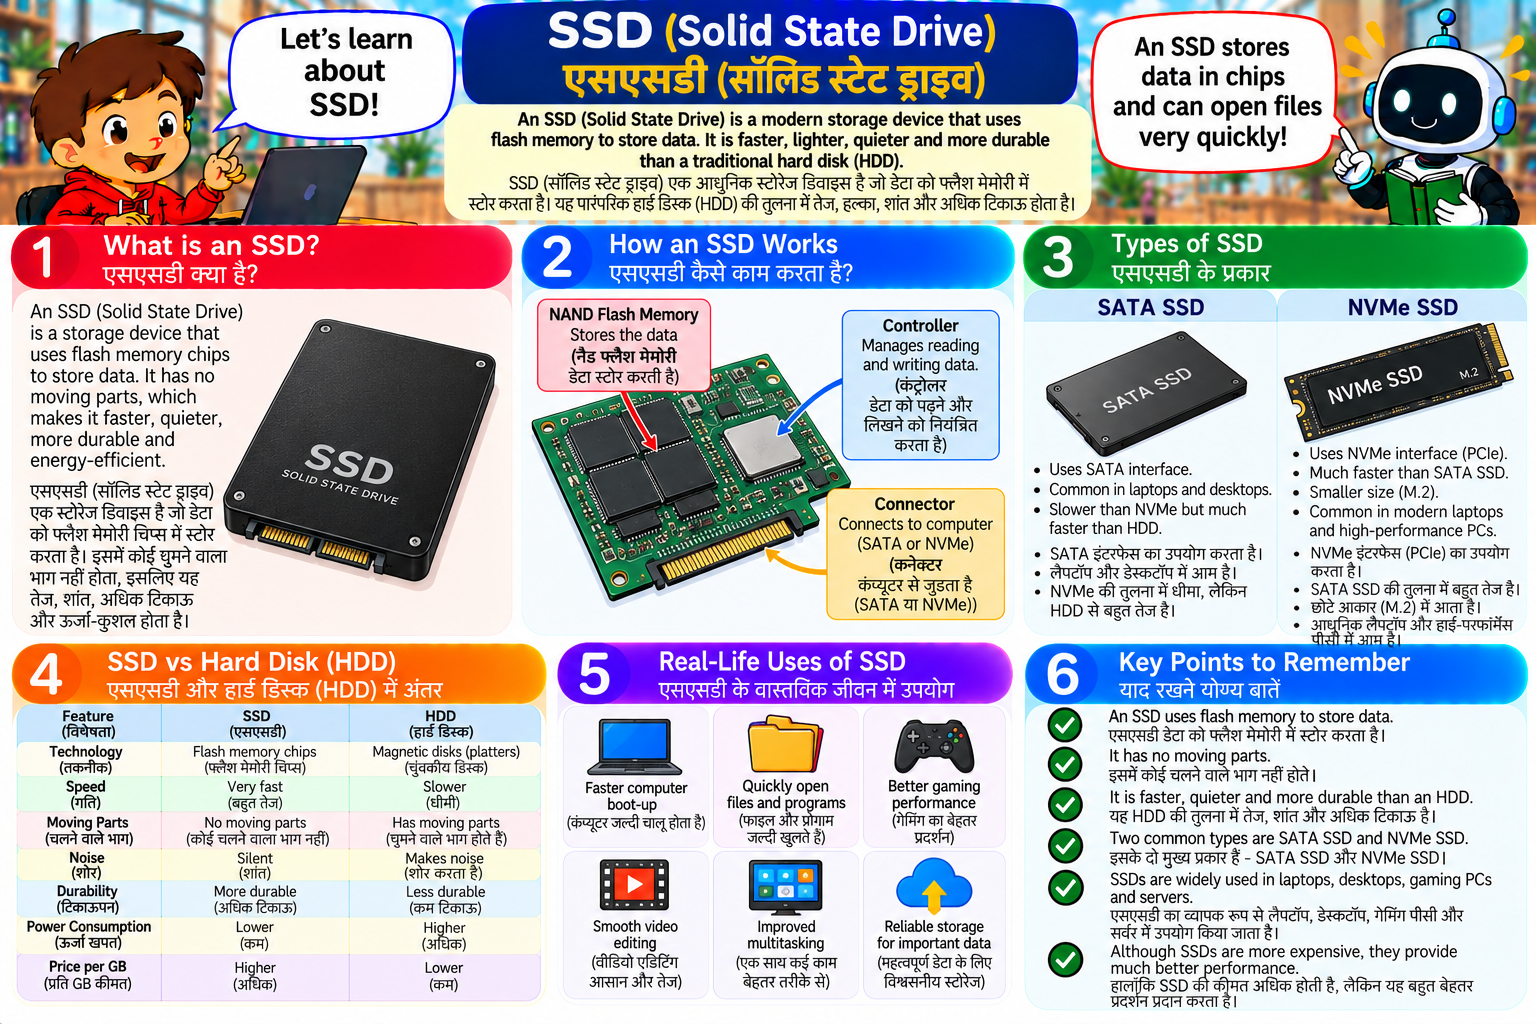 Let's learn
about
SSD!
SSD (Solid State Drive)
एसएसडी (सॉलिड स्टेट ड्राइव)
An SSD (Solid State Drive) is a modern storage device that uses
flash memory to store data. It is faster, lighter, quieter and more durable
than a traditional hard disk (HDD).
SSD (सॉलिड स्टेट ड्राइव) एक आधुनिक स्टोरेज डिवाइस है जो डेटा को फ्लैश मेमोरी में
स्टोर करता है। यह पारंपरिक हार्ड डिस्क (HDD) की तुलना में तेज, हल्का, शांत और अधिक टिकाऊ होता है।
An SSD stores
data in chips
and can open files
very quickly!
1 What is an SSD?
एसएसडी क्या है?
An SSD (Solid State Drive)
is a storage device that
uses flash memory chips
to store data. It has no
moving parts, which
makes it faster, quieter,
more durable and
energy-efficient.
एसएसडी (सॉलिड स्टेट ड्राइव)
एक स्टोरेज डिवाइस है जो डेटा
को फ्लैश मेमोरी चिप्स में स्टोर
करता है। इसमें कोई घुमने वाला
भाग नहीं होता, इसलिए यह
तेज, शांत, अधिक टिकाऊ
और ऊर्जा-कुशल होता है।
SSD
SOLID STATE DRIVE
2 How an SSD Works
एसएसडी कैसे काम करता है?
NAND Flash Memory
Stores the data
(नैड फ्लैश मेमोरी
डेटा स्टोर करती है)
Controller
Manages reading
and writing data.
(कंट्रोलर
डेटा को पढ़ने और
लिखने को नियंत्रित
करता है)
Connector
Connects to computer
(SATA or NVMe)
(कनेक्टर
कंप्यूटर से जुडता है
(SATA या NVMe))
3 Types of SSD
एसएसडी के प्रकार
SATA SSD
SATA SSD
• Uses SATA interface.
• Common in laptops and desktops.
• Slower than NVMe but much
faster than HDD.
• SATA इंटरफेस का उपयोग करता है।
• लैपटॉप और डेस्कटॉप में आम है।
• NVMe की तुलना में धीमा, लेकिन
HDD से बहुत तेज है।
NVMe SSD
NVMe SSD M.2
• Uses NVMe interface (PCIe).
• Much faster than SATA SSD.
• Smaller size (M.2).
• Common in modern laptops
and high-performance PCs.
• NVMe इंटरफेस (PCIe) का उपयोग
करता है।
• SATA SSD की तुलना में बहुत तेज है।
• छोटे आकार (M.2) में आता है।
• आधुनिक लैपटॉप और हाई-परफॉर्मेंस
पीसी में आम है।
4 SSD vs Hard Disk (HDD)
एसएसडी और हार्ड डिस्क (HDD) में अंतर
Feature SSD HDD
(विशेषता) (एसएसडी) (हार्ड डिस्क)
Technology Flash memory chips Magnetic disks (platters)
(तकनीक) (फ्लैश मेमोरी चिप्स) (चुंबकीय डिस्क)
Speed Very fast Slower
(गति) (बहुत तेज) (धीमी)
Moving Parts No moving parts Has moving parts
(चलने वाले भाग) (कोई चलने वाला भाग नहीं) (घुमने वाले भाग होते हैं)
Noise Silent Makes noise
(शोर) (शांत) (शोर करता है)
Durability More durable Less durable
(टिकाऊपन) (अधिक टिकाऊ) (कम टिकाऊ)
Power Consumption Lower Higher
(ऊर्जा खपत) (कम) (अधिक)
Price per GB Higher Lower
(प्रति GB कीमत) (अधिक) (कम)
5 Real-Life Uses of SSD
एसएसडी के वास्तविक जीवन में उपयोग
Faster computer
boot-up
(कंप्यूटर जल्दी चालू होता है)
Quickly open
files and programs
(फाइल और प्रोग्राम
जल्दी खुलते हैं)
Better gaming
performance
(गेमिंग का बेहतर
प्रदर्शन)
Smooth video
editing
(वीडियो एडिटिंग
आसान और तेज)
Improved
multitasking
(एक साथ कई काम
बेहतर तरीके से)
Reliable storage
for important data
(महत्वपूर्ण डेटा के लिए
विश्वसनीय स्टोरेज)
6 Key Points to Remember
याद रखने योग्य बातें
An SSD uses flash memory to store data.
एसएसडी डेटा को फ्लैश मेमोरी में स्टोर करता है।
It has no moving parts.
इसमें कोई चलने वाले भाग नहीं होते।
It is faster, quieter and more durable than an HDD.
यह HDD की तुलना में तेज, शांत और अधिक टिकाऊ है।
Two common types are SATA SSD and NVMe SSD.
इसके दो मुख्य प्रकार हैं - SATA SSD और NVMe SSD।
SSDs are widely used in laptops, desktops, gaming PCs
and servers.
एसएसडी का व्यापक रूप से लैपटॉप, डेस्कटॉप, गेमिंग पीसी और
सर्वर में उपयोग किया जाता है।
Although SSDs are more expensive, they provide
much better performance.
हालांकि SSD की कीमत अधिक होती है, लेकिन यह बहुत बेहतर
प्रदर्शन प्रदान करता है।